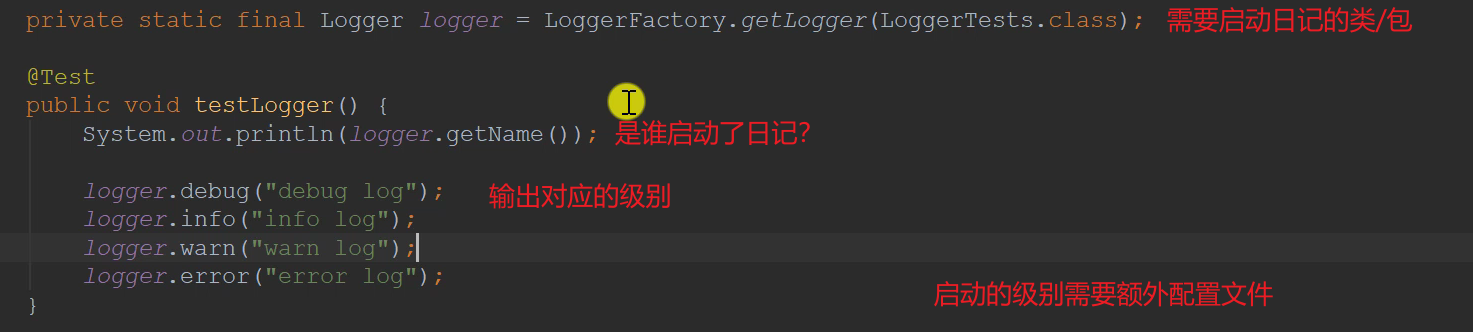 private static final Logger logger = LoggerFactory.getLogger(LoggerTests.class); 需要启动日记的类/包
@Test
public void testLogger() {
System.out.println(logger.getName()); 是谁启动了日记?
logger.debug("debug log"); 输出对应的级别
logger.info("info log");
logger.warn("warn log");
logger.error("error log"); 启动的级别需要额外配置文件
}